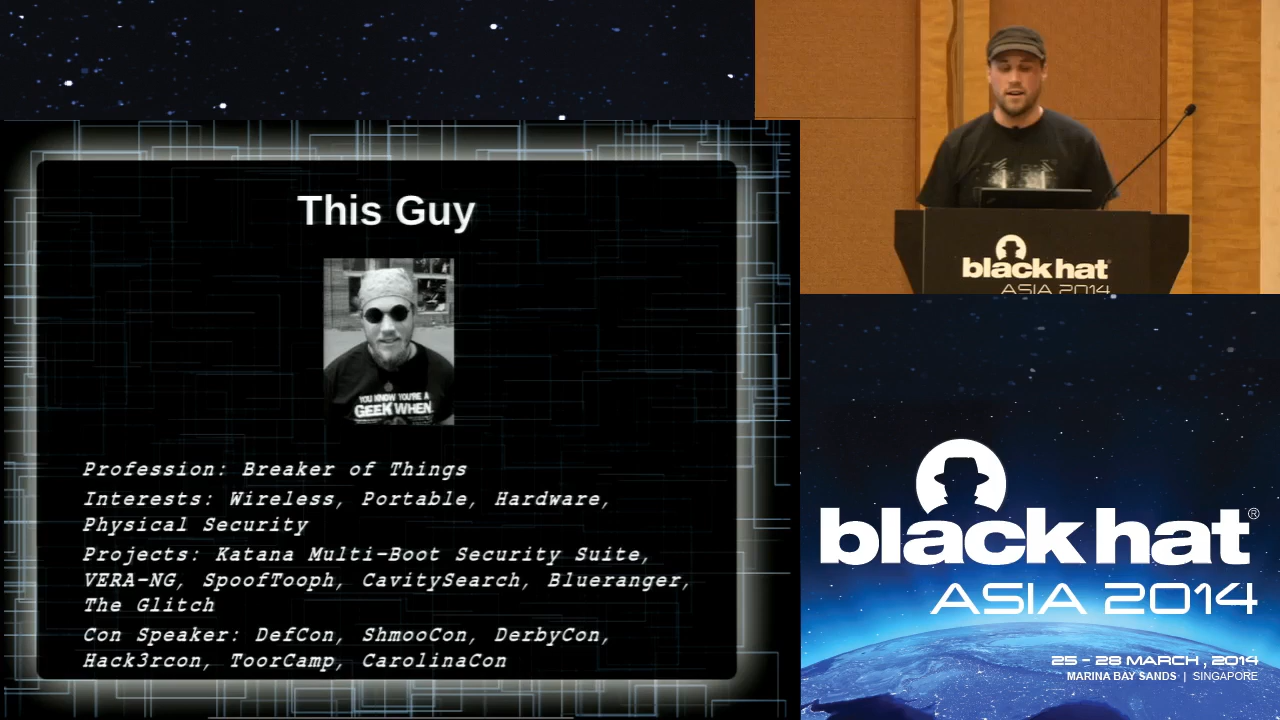 This Guy
YOU KNOW YOU'RE A
GEEK WHEN
Profession: Breaker of Things
Interests: Wireless, Portable, Hardware,
Physical Security
Projects: Katana Multi-Boot Security Suite,
VERA-NG, SpoofTooph, CavitySearch, Blueranger,
The Glitch
Con Speaker: DefCon, ShmooCon, DerbyCon,
Hack3rcon, ToorCamp, CarolinaCon
black hat
ASIA 2014
black hat®
ASIA 2014
25 - 28 MARCH , 2014
MARINA BAY SANDS | SINGAPORE